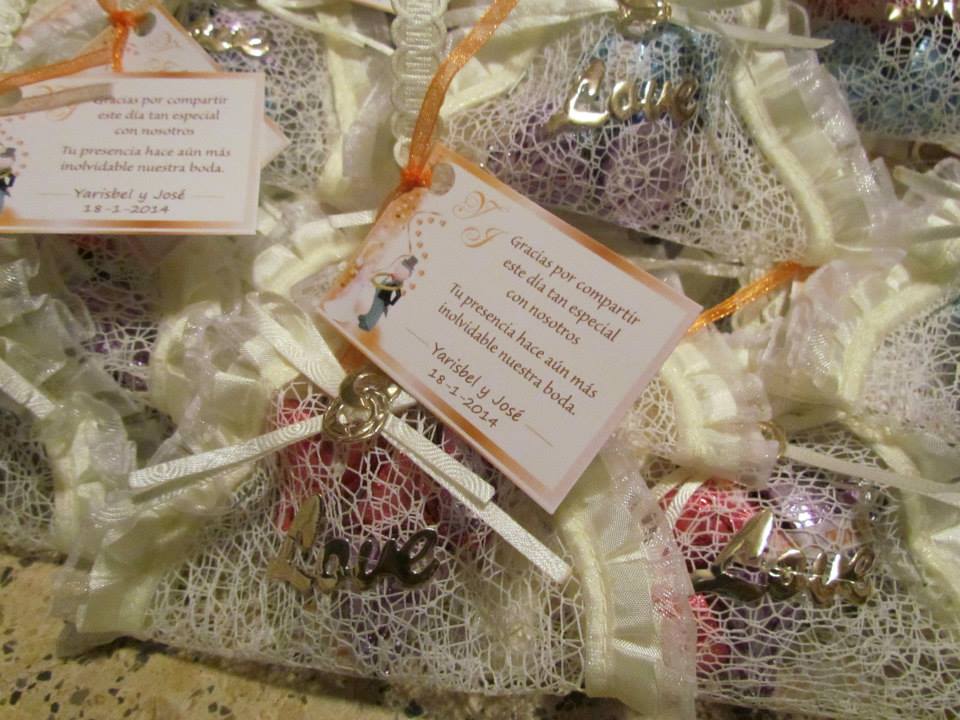 Gracias por compartir
este día tan especial
con nosotros
Tu presencia hace aún más
inolvidable nuestra boda.
Yarisbel y José
18-1-2014
Love
Y
J
Gracias por compartir
este día tan especial
con nosotros
Tu presencia hace aún más
inolvidable nuestra boda.
Yarisbel y José
18-1-2014
Love
Love